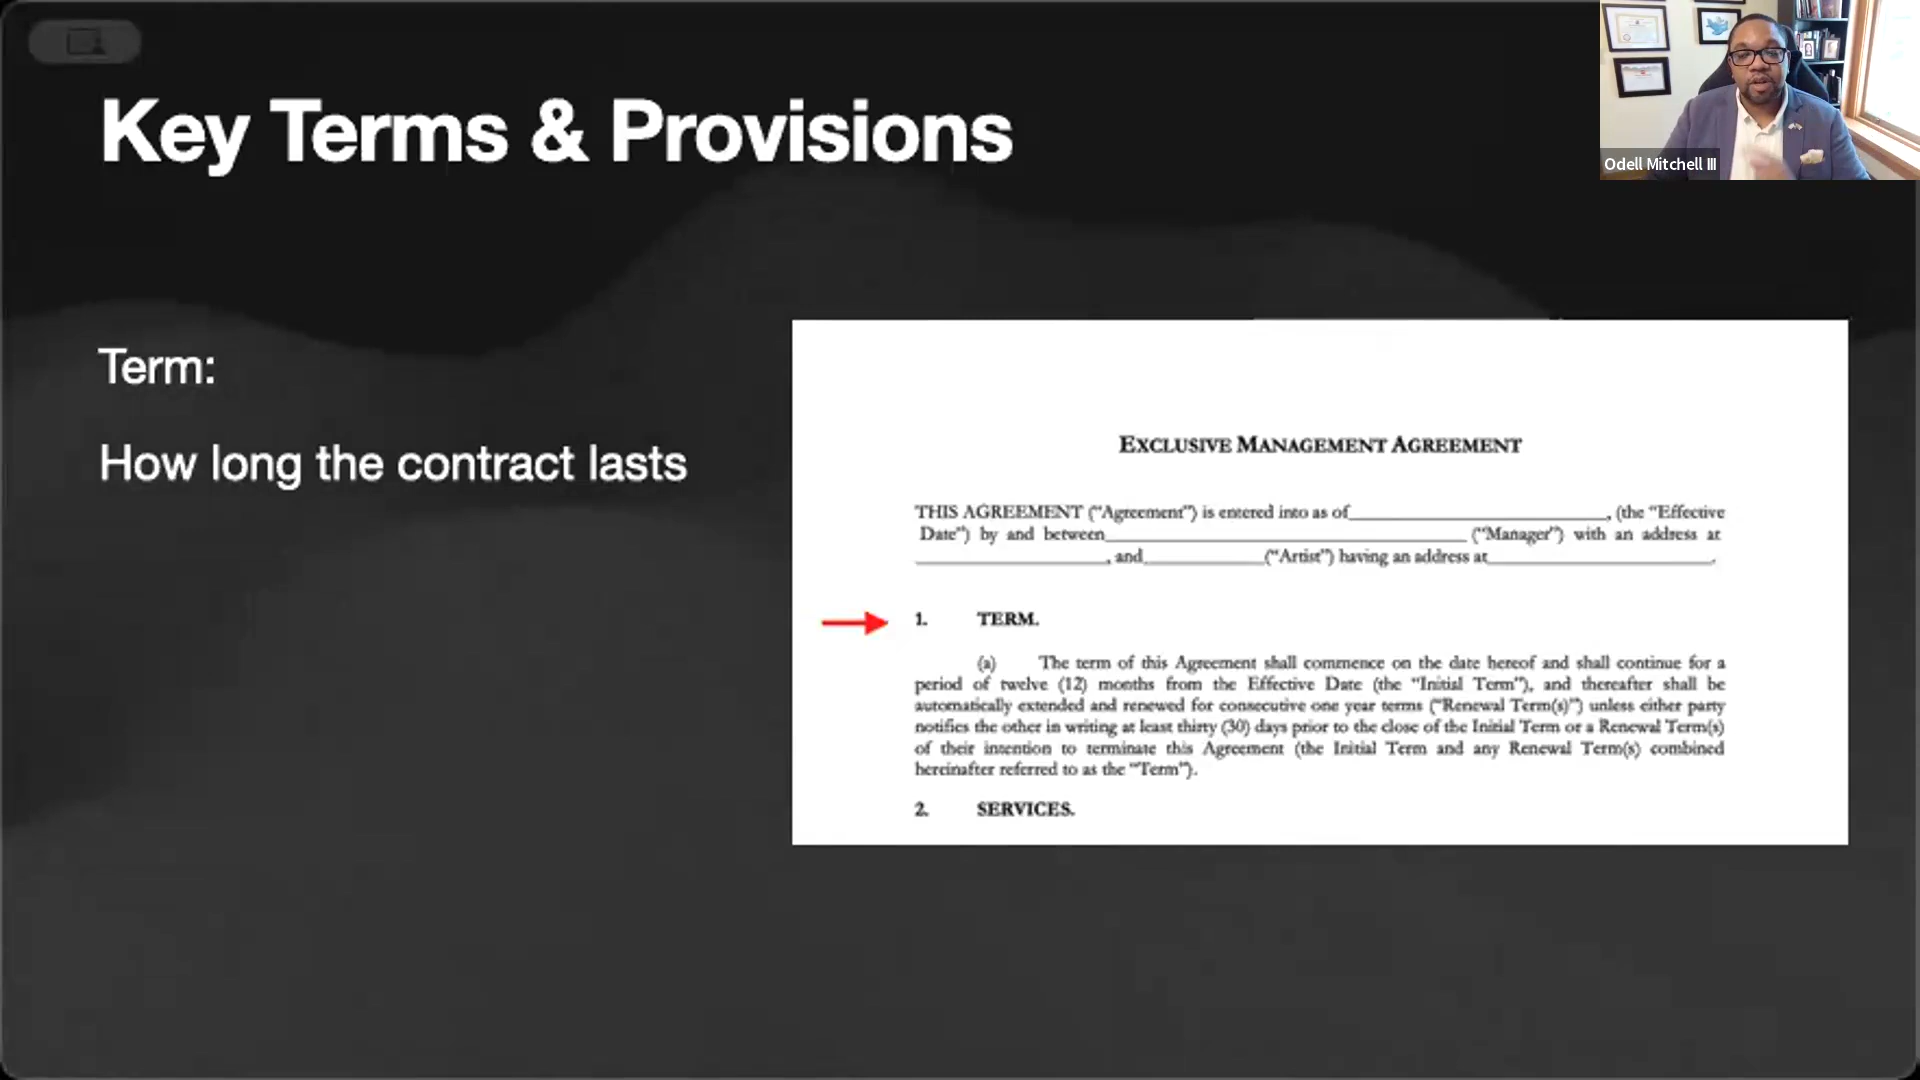 Key Terms & Provisions
Odell Mitchell III
Term:
How long the contract lasts
EXCLUSIVE MANAGEMENT AGREEMENT
THIS AGREEMENT (“Agreement”) is entered into as of____________________, (the “Effective
Date”) by and between____________________ (“Manager”) with an address at
____________________, and____________(“Artist”) having an address at____________________.
1. TERM.
(a) The term of this Agreement shall commence on the date hereof and shall continue for a
period of twelve (12) months from the Effective Date (the “Initial Term”), and thereafter shall be
automatically extended and renewed for consecutive one year terms (“Renewal Term(s)”) unless either party
notifies the other in writing at least thirty (30) days prior to the close of the Initial Term or a Renewal Term(s)
of their intention to terminate this Agreement (the Initial Term and any Renewal Term(s) combined
hereinafter referred to as the “Term”).
2. SERVICES.